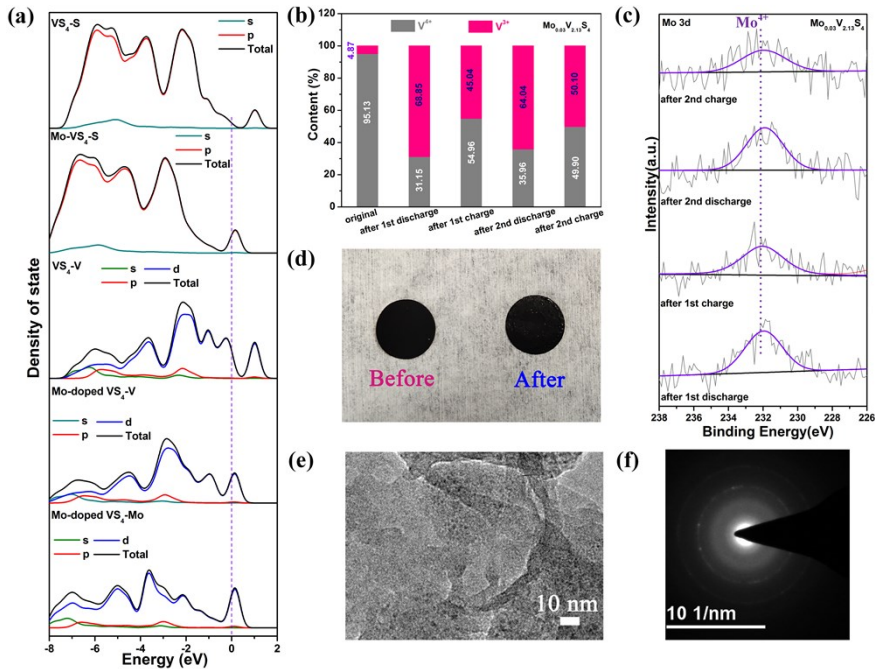 (a)
VS₄-S
s
p
Total
Mo-VS₄-S
s
p
Total
VS₄-V
s
d
p
Total
Mo-doped VS₄-V
s
d
p
Total
Mo-doped VS₄-Mo
s
d
p
Total
Density of state
-8 -6 -4 -2 0 2
Energy (eV)
(b)
V⁴⁺ V³⁺ Mo₀.₀₃V₂.₁₃S₄
120
100
80
60
40
20
0
Content (%)
4.87
95.13
68.85
31.15
45.04
54.96
64.04
35.96
50.10
49.90
original
after 1st discharge
after 1st charge
after 2nd discharge
after 2nd charge
(c)
Mo 3d Mo⁴⁺ Mo₀.₀₃V₂.₁₃S₄
after 2nd charge
after 2nd discharge
after 1st charge
after 1st discharge
Intensity(a.u.)
238 236 234 232 230 228 226
Binding Energy(eV)
(d)
Before After
(e)
10 nm
(f)
10 1/nm